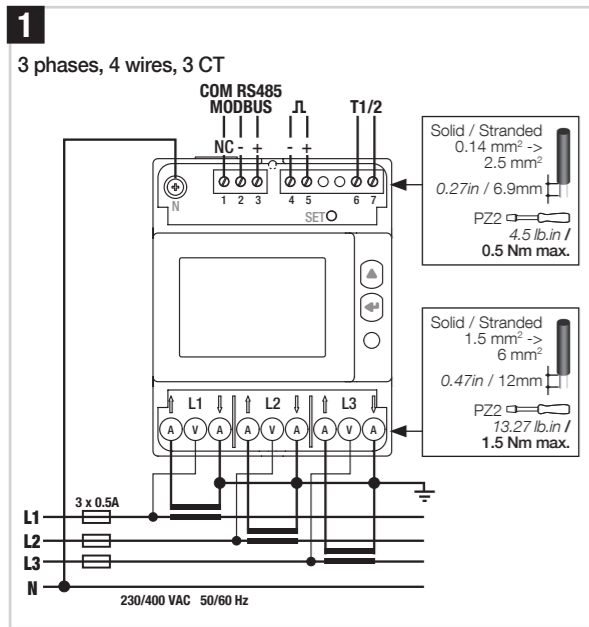 1
3 phases, 4 wires, 3 CT
COM RS485
MODBUS
T1/2
NC - +
- +
N
1 2 3 4 5 6 7
SET
Solid / Stranded
0.14 mm² ->
2.5 mm²
0.27in / 6.9mm
PZ2
4.5 lb.in /
0.5 Nm max.
Solid / Stranded
1.5 mm² ->
6 mm²
0.47in / 12mm
PZ2
13.27 lb.in /
1.5 Nm max.
L1 L2 L3
A V A A V A A V A
3 x 0.5A
L1
L2
L3
N
230/400 VAC 50/60 Hz